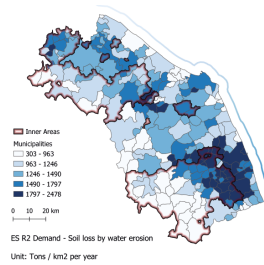 Inner Areas
Municipalities
303 - 963
963 - 1246
1246 - 1490
1490 - 1797
1797 - 2478
0 10 20 km
ES R2 Demand - Soil loss by water erosion
Unit: Tons / km2 per year